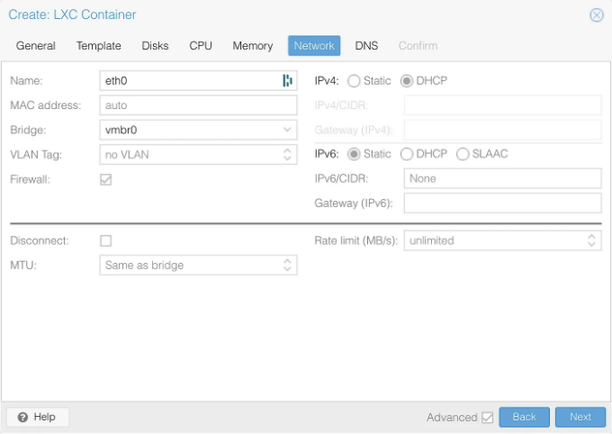 Create: LXC Container
General Template Disks CPU Memory Network DNS Confirm
Name: eth0 IPv4: Static DHCP
MAC address: auto IPv4/CIDR:
Bridge: vmbr0 Gateway (IPv4):
VLAN Tag: no VLAN IPv6: Static DHCP SLAAC
Firewall: IPv6/CIDR: None
Gateway (IPv6):
Disconnect: Rate limit (MB/s): unlimited
MTU: Same as bridge
Help Advanced Back Next